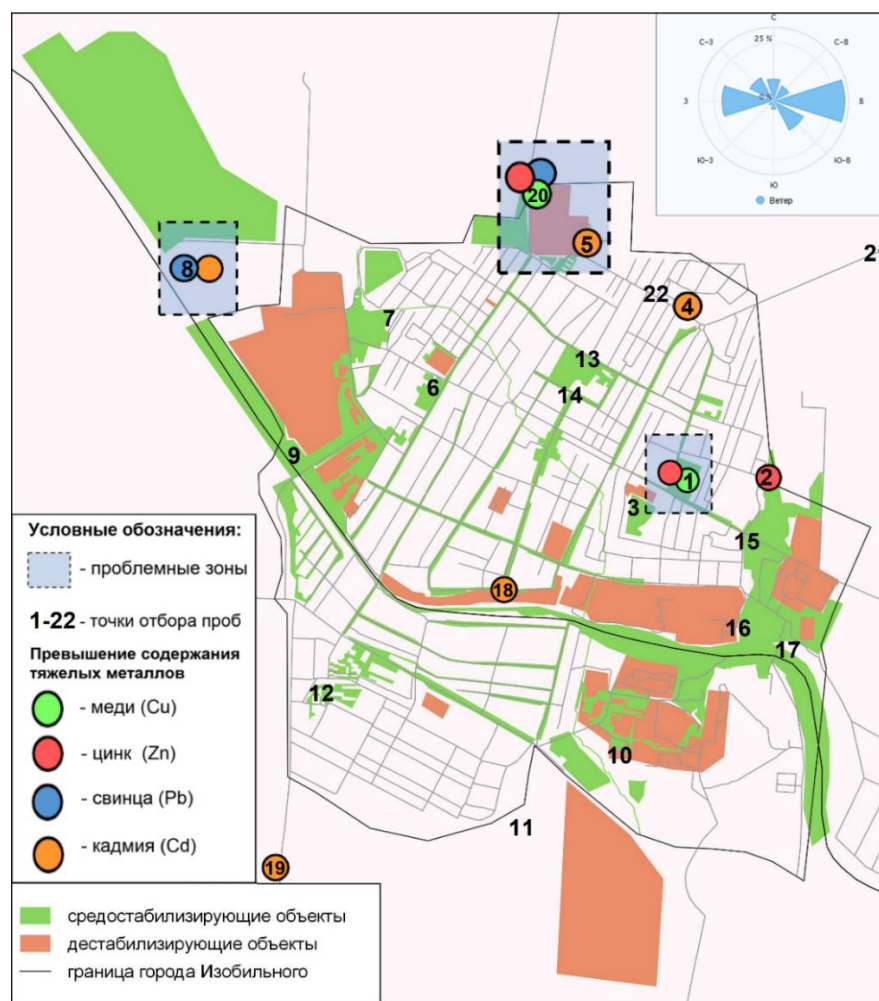 С
С-З
25 %
С-В
З
0 %
В
Ю-З
Ю-В
Ю
Ветер
20
5
8
4
22
7
13
6
14
9
1
2
3
15
18
16
17
12
10
11
19
Условные обозначения:
- проблемные зоны
1-22 - точки отбора проб
Превышение содержания
тяжелых металлов
- меди (Cu)
- цинк (Zn)
- свинца (Pb)
- кадмия (Cd)
средостабилизирующие объекты
дестабилизирующие объекты
граница города Изобильного